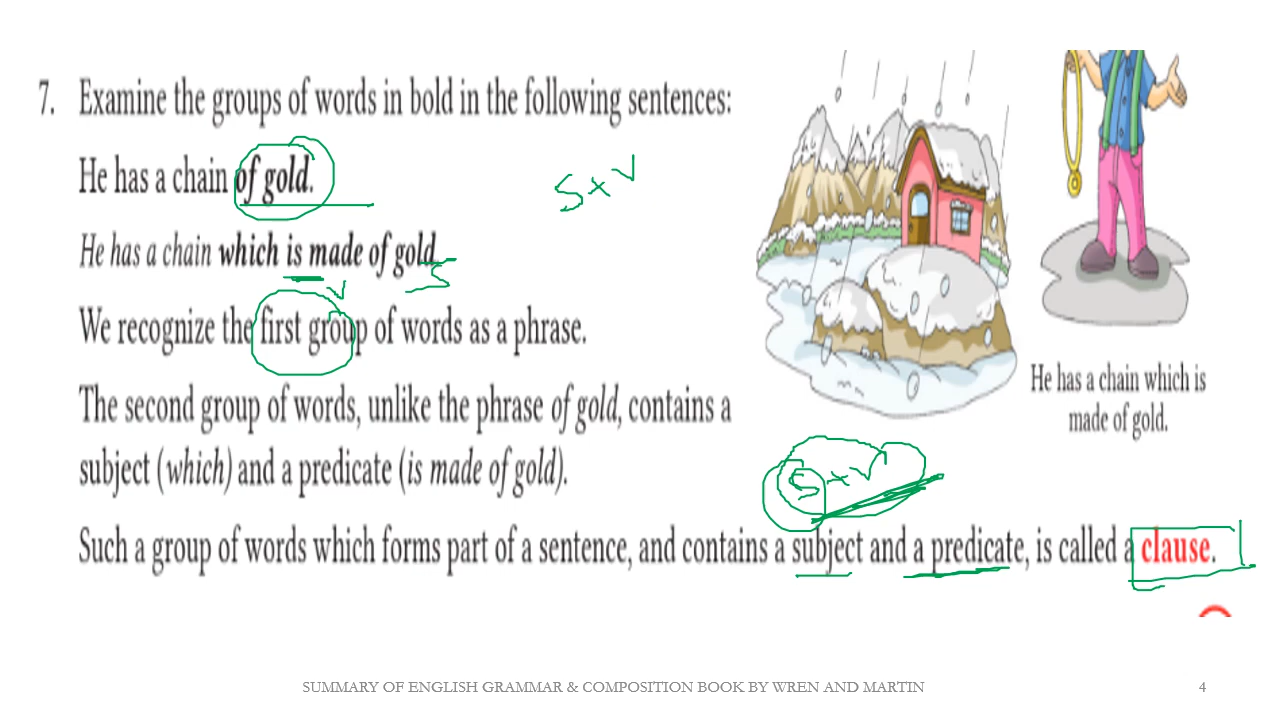 7. Examine the groups of words in bold in the following sentences:
He has a chain of gold.
S+V
He has a chain which is made of gold.
V S
We recognize the first group of words as a phrase.
The second group of words, unlike the phrase of gold, contains a
subject (which) and a predicate (is made of gold).
He has a chain which is
made of gold.
S+V
Such a group of words which forms part of a sentence, and contains a subject and a predicate, is called a clause.
SUMMARY OF ENGLISH GRAMMAR & COMPOSITION BOOK BY WREN AND MARTIN 4